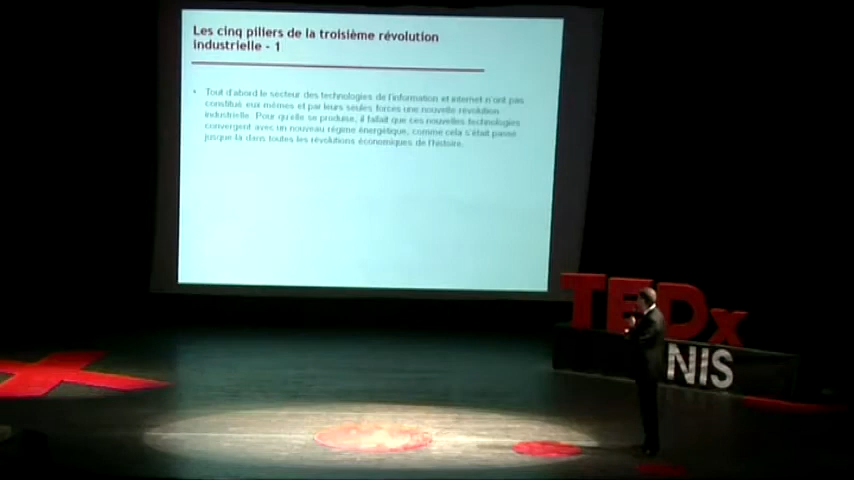 Les cinq piliers de la troisième révolution
industrielle - 1
• Tout d'abord le secteur des technologies de l'information et internet n'ont pas
constitué eux mêmes et par leurs seules forces une nouvelle révolution
industrielle. Pour qu'elle se produise, il fallait que ces nouvelles technologies
convergent avec un nouveau régime énergétique, comme cela s'était passé
jusque là dans toutes les révolutions économiques de l'histoire.
TEDx
NIS